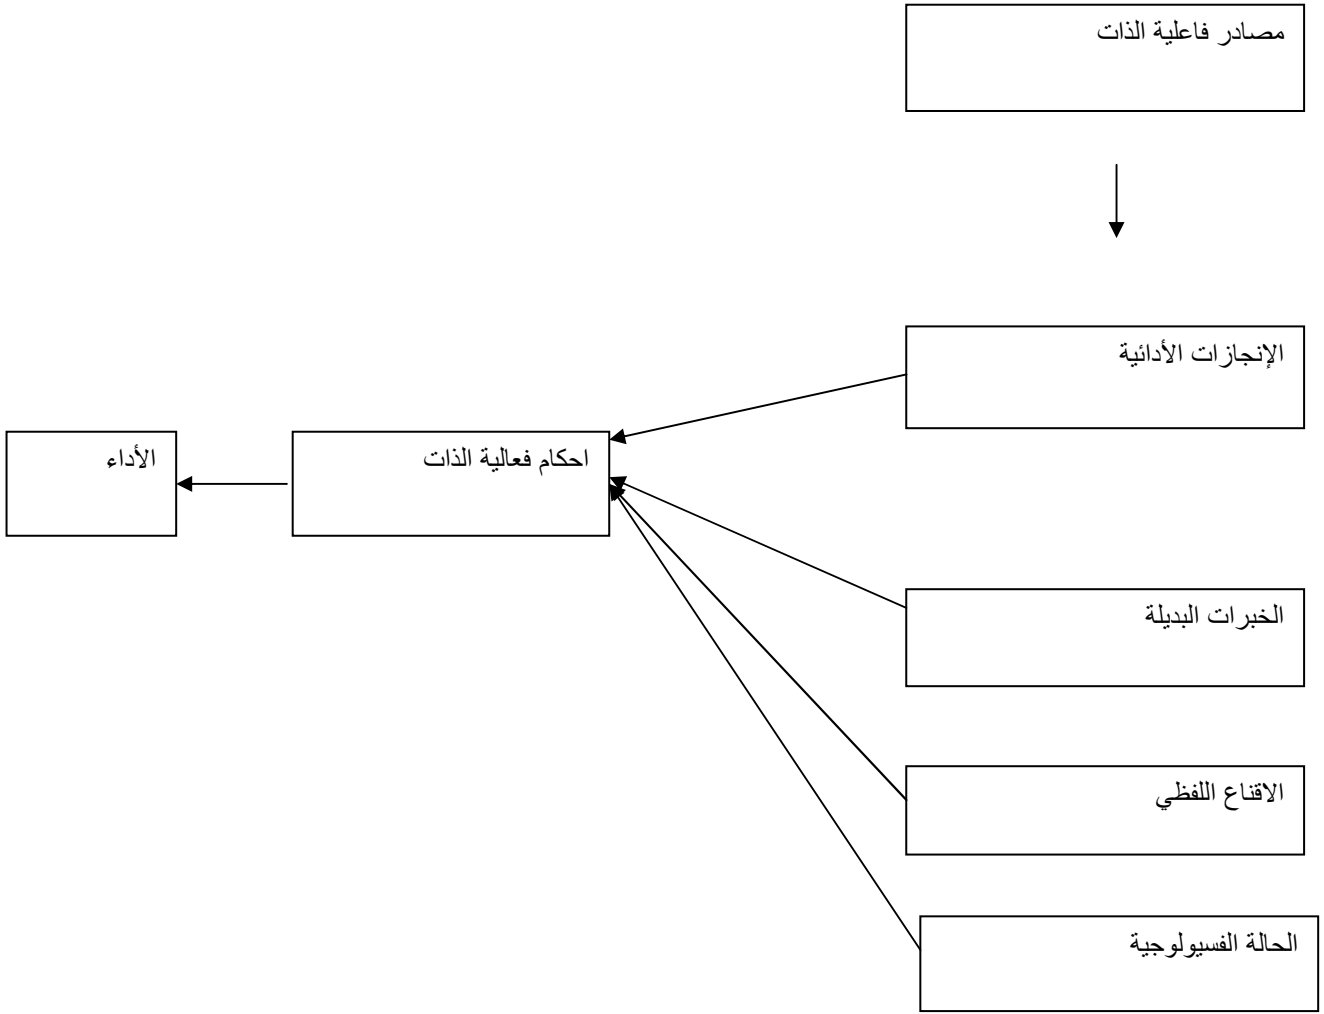 مصادر فاعلية الذات
الإنجازات الأدائية
احكام فعالية الذات
الأداء
الخبرات البديلة
الاقناع اللفظي
الحالة الفسيولوجية